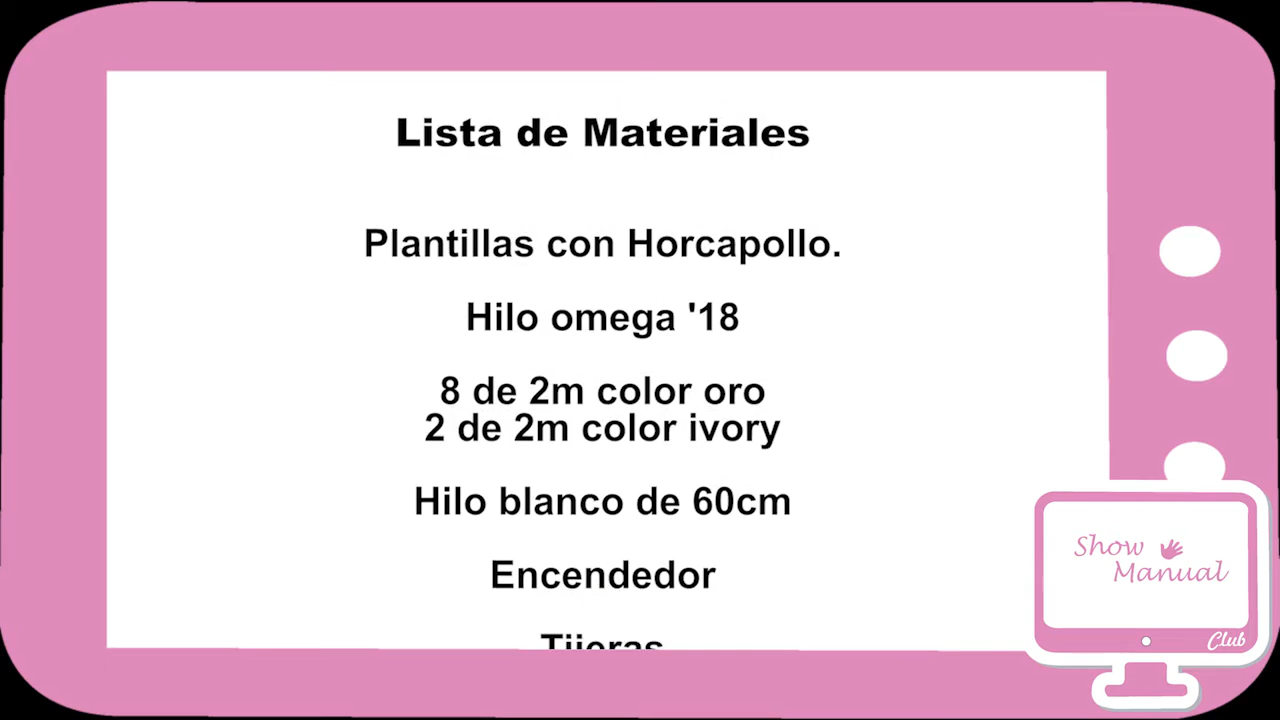 Lista de Materiales
Plantillas con Horcapollo.
Hilo omega '18
8 de 2m color oro
2 de 2m color ivory
Hilo blanco de 60cm
Encendedor
Tijeras
Show
Manual
Club